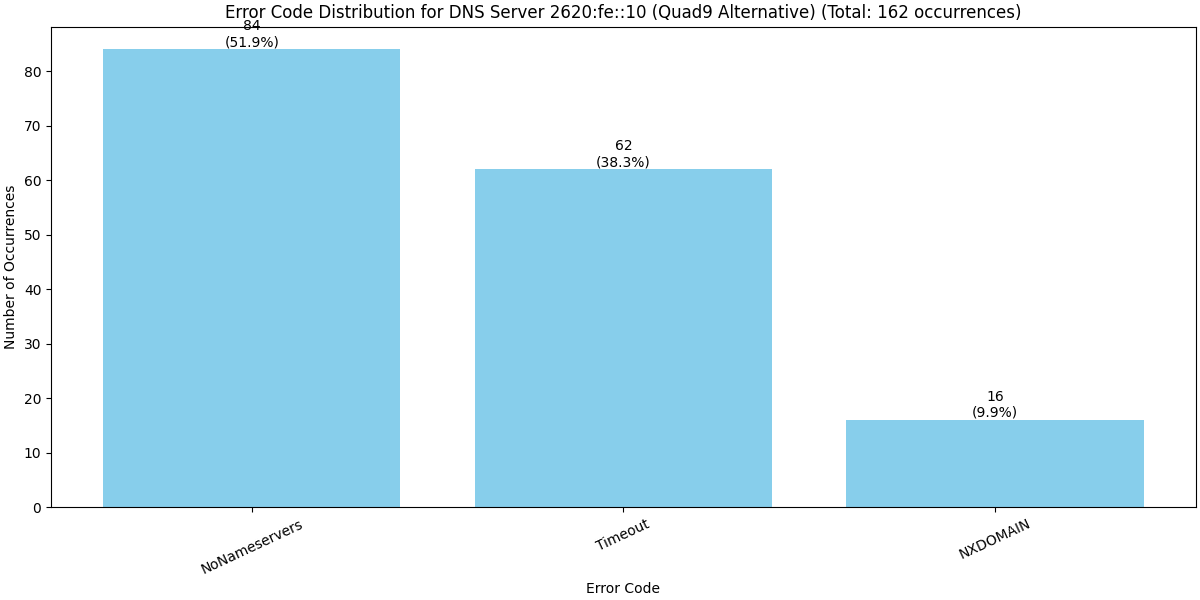 Error Code Distribution for DNS Server 2620:fe::10 (Quad9 Alternative) (Total: 162 occurrences)
84
(51.9%)
62
(38.3%)
16
(9.9%)
80
70
60
50
40
30
20
10
0
Number of Occurrences
NoNameservers
Timeout
NXDOMAIN
Error Code